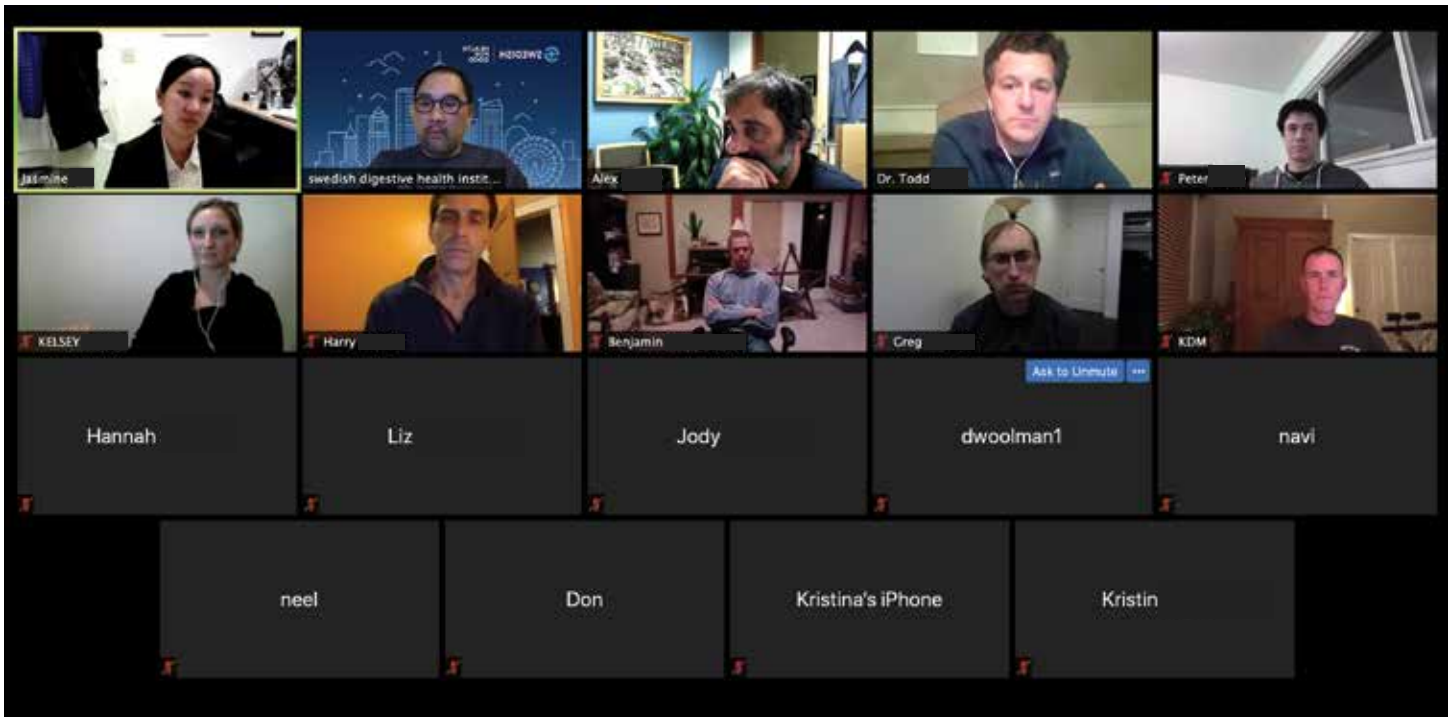 SWEDISH
Jasmine
swedish digestive health instit...
Alex
Dr. Todd
Peter
KELSEY
Harry
Benjamin
Greg
KDM
Ask to Unmute ...
Hannah
Liz
Jody
dwoolman1
navi
neel
Don
Kristina's iPhone
Kristin